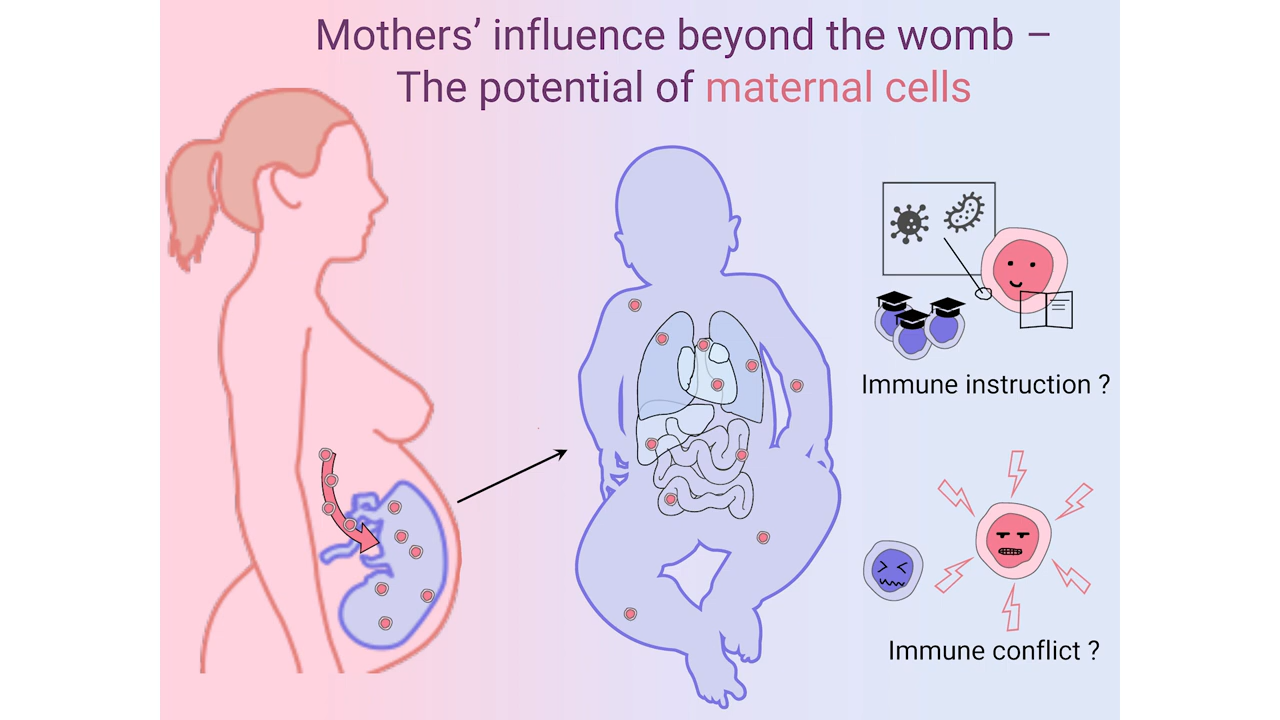 Mothers’ influence beyond the womb –
The potential of maternal cells
Immune instruction ?
Immune conflict ?